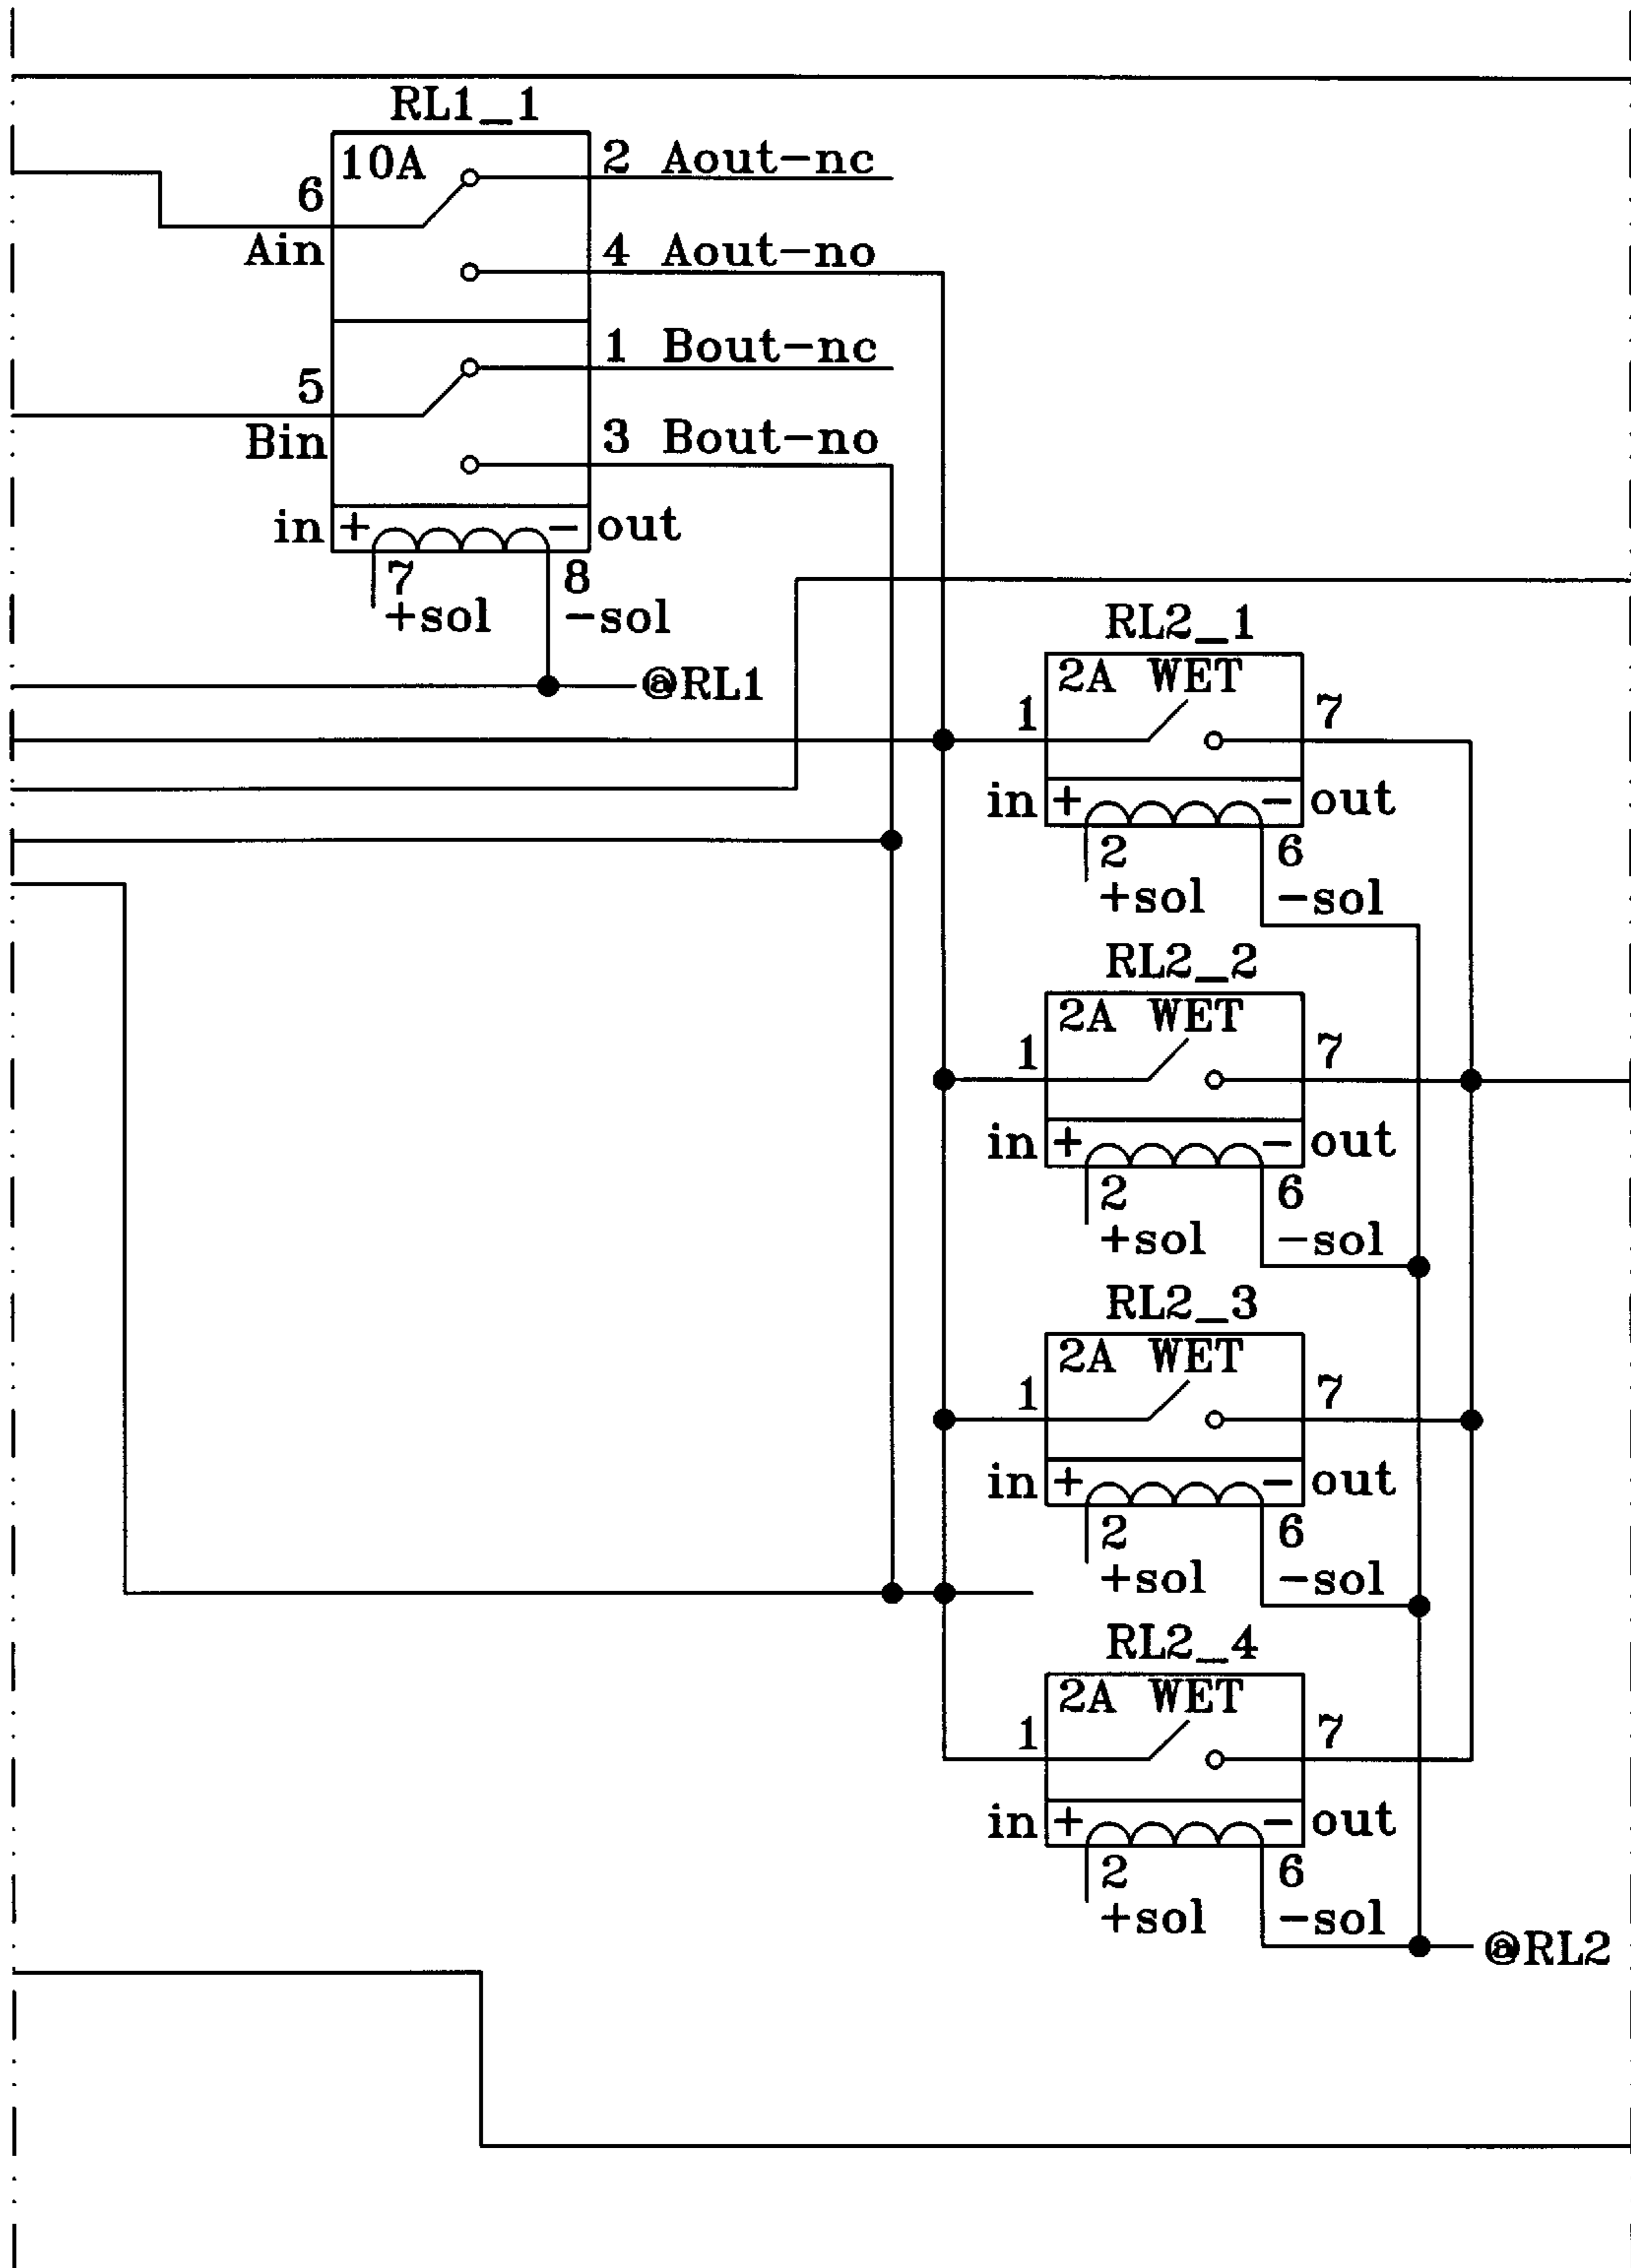 RL1_1
10A
2 Aout-nc
6
Ain
4 Aout-no
1 Bout-nc
5
Bin
3 Bout-no
in + - out
7 8
+sol -sol
@RL1
RL2_1
2A WET
1 7
in + - out
2 6
+sol -sol
RL2_2
2A WET
1 7
in + - out
2 6
+sol -sol
RL2_3
2A WET
1 7
in + - out
2 6
+sol -sol
RL2_4
2A WET
1 7
in + - out
2 6
+sol -sol
@RL2